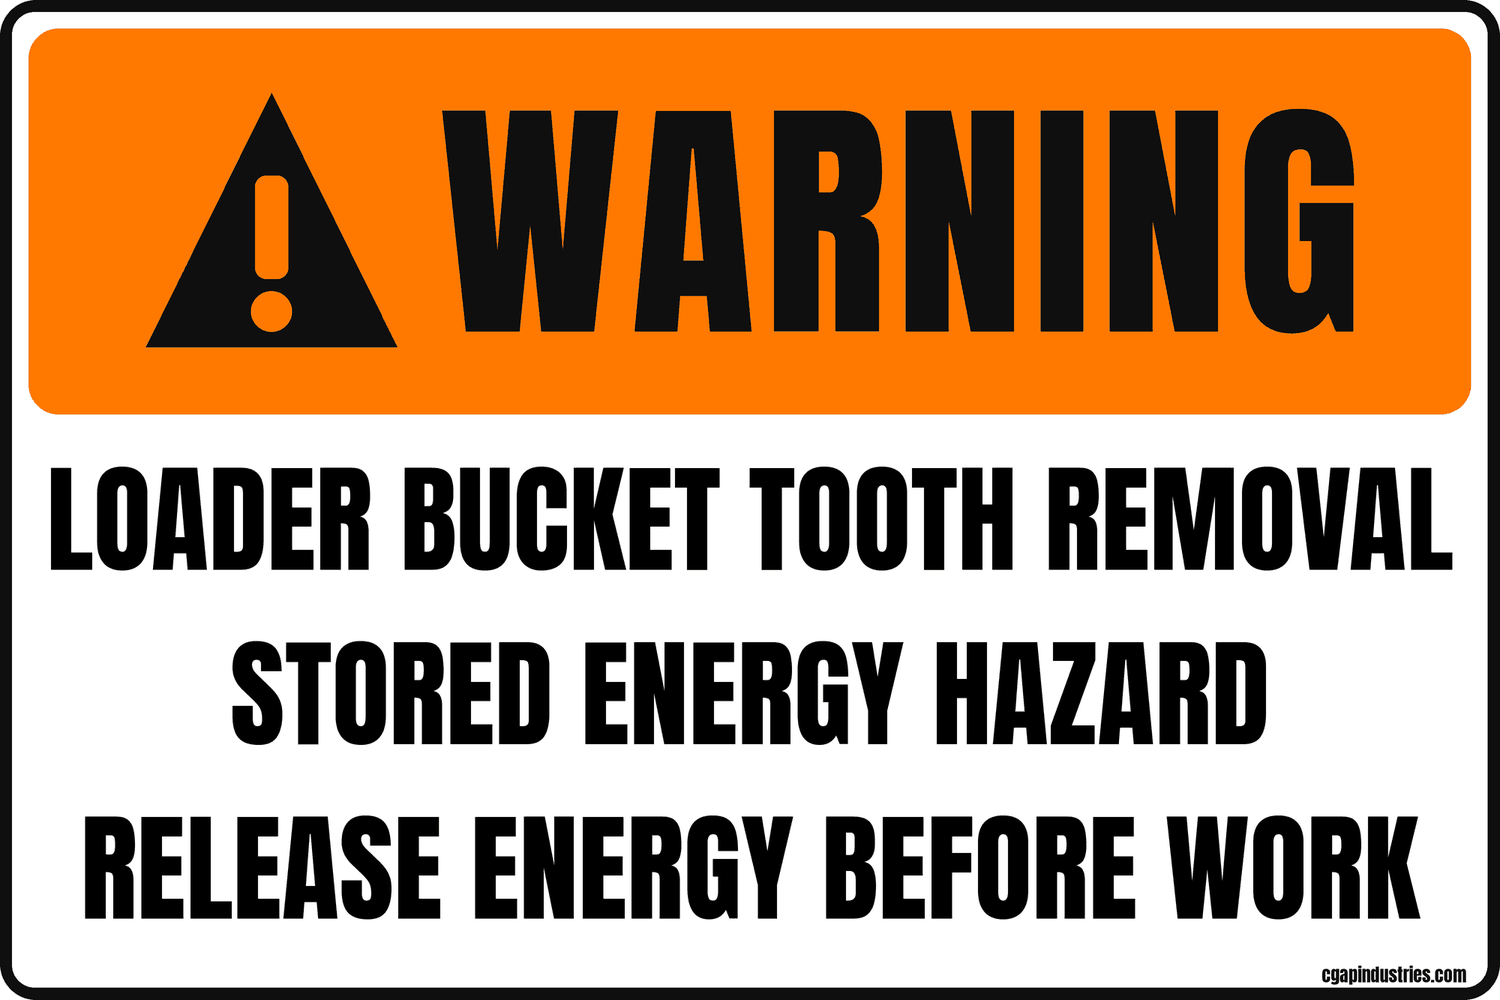 WARNING
LOADER BUCKET TOOTH REMOVAL
STORED ENERGY HAZARD
RELEASE ENERGY BEFORE WORK
cgapindustries.com